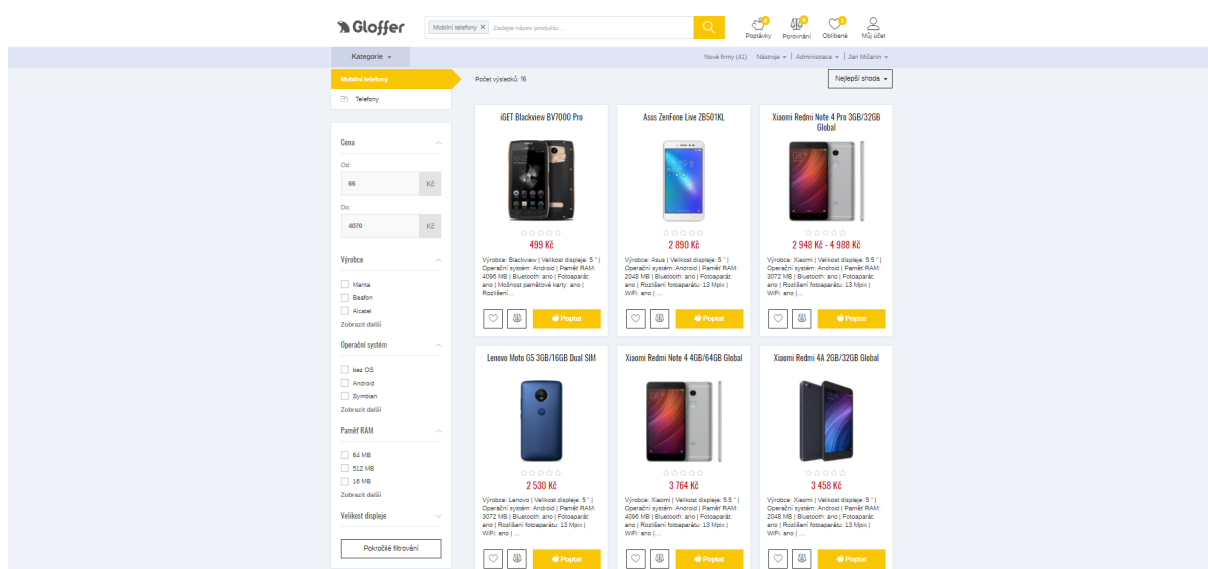 Gloffer
Mobilní telefony ×
Zadejte název produktu ...
Poptávky
Porovnání
Oblíbené
Můj účet
Kategorie
Nové firmy (41)
Nástroje
Administrace
Jan Mičanin
Mobilní telefony
Telefony
Počet výsledků: 16
Nejlepší shoda
Cena
Od:
66 Kč
Do:
4070 Kč
Výrobce
Manta
Beafon
Alcatel
Zobrazit další
Operační systém
bez OS
Android
Symbian
Zobrazit další
Paměť RAM
64 MB
512 MB
16 MB
Zobrazit další
Velikost displeje
Pokročilé filtrování
iGET Blackview BV7000 Pro
499 Kč
Výrobce: Blackview | Velikost displeje: 5 " |
Operační systém: Android | Paměť RAM:
4096 MB | Bluetooth: ano | Fotoaparát:
ano | Možnost paměťové karty: ano |
Rozlišení...
Poptat
Asus ZenFone Live ZB501KL
2 890 Kč
Výrobce: Asus | Velikost displeje: 5 " |
Operační systém: Android | Paměť RAM:
2048 MB | Bluetooth: ano | Fotoaparát:
ano | Rozlišení fotoaparátu: 13 Mpix |
WiFi: ano | ...
Poptat
Xiaomi Redmi Note 4 Pro 3GB/32GB
Global
2 948 Kč - 4 988 Kč
Výrobce: Xiaomi | Velikost displeje: 5.5 " |
Operační systém: Android | Paměť RAM:
3072 MB | Bluetooth: ano | Fotoaparát:
ano | Rozlišení fotoaparátu: 13 Mpix |
WiFi: ano | ...
Poptat
Lenovo Moto G5 3GB/16GB Dual SIM
2 530 Kč
Výrobce: Lenovo | Velikost displeje: 5 " |
Operační systém: Android | Paměť RAM:
3072 MB | Bluetooth: ano | Fotoaparát:
ano | Rozlišení fotoaparátu: 13 Mpix |
WiFi: ano | ...
Poptat
Xiaomi Redmi Note 4 4GB/64GB Global
3 764 Kč
Výrobce: Xiaomi | Velikost displeje: 5.5 " |
Operační systém: Android | Paměť RAM:
4096 MB | Bluetooth: ano | Fotoaparát:
ano | Rozlišení fotoaparátu: 13 Mpix |
WiFi: ano | ...
Poptat
Xiaomi Redmi 4A 2GB/32GB Global
3 458 Kč
Výrobce: Xiaomi | Velikost displeje: 5 " |
Operační systém: Android | Paměť RAM:
2048 MB | Bluetooth: ano | Fotoaparát:
ano | Rozlišení fotoaparátu: 13 Mpix |
WiFi: ano | ...
Poptat